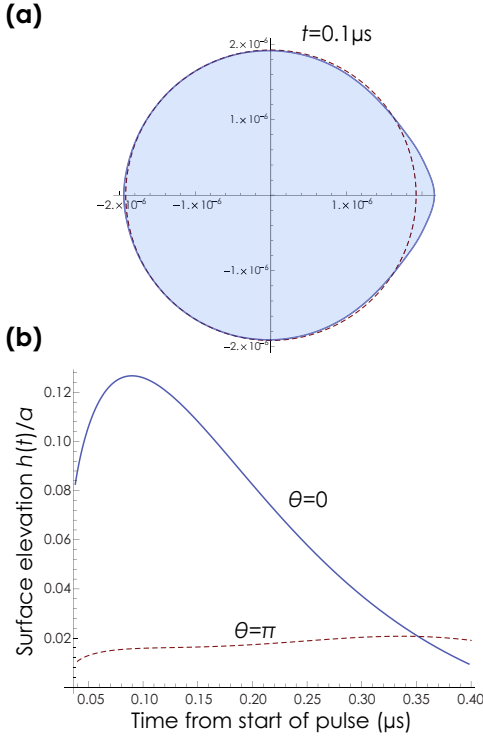 (a)
t=0.1μs
2.×10⁻⁶
1.×10⁻⁶
−2.×10⁻⁶ −1.×10⁻⁶ 1.×10⁻⁶
−1.×10⁻⁶
−2.×10⁻⁶
(b)
Surface elevation h(t)/a
0.12
0.10
0.08
0.06
0.04
0.02
θ=0
θ=π
0.05 0.10 0.15 0.20 0.25 0.30 0.35 0.40
Time from start of pulse (μs)